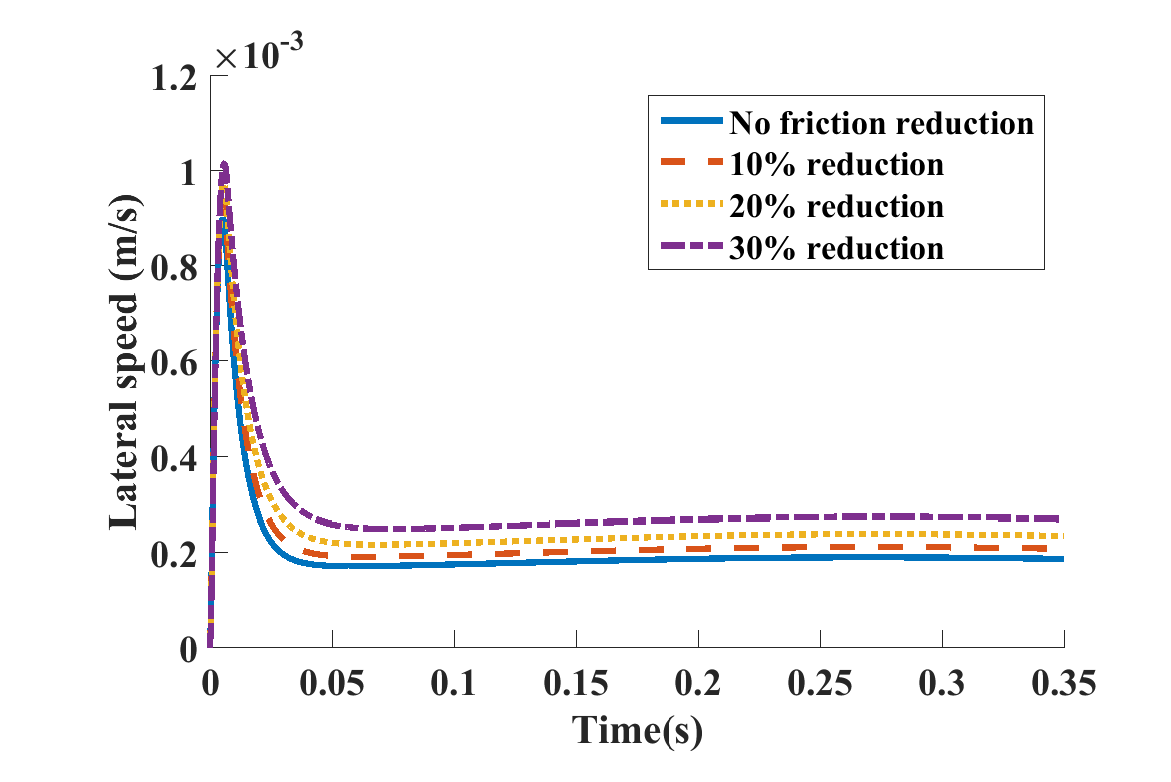 ×10-3
1.2
1
0.8
0.6
0.4
0.2
0
Lateral speed (m/s)
No friction reduction
10% reduction
20% reduction
30% reduction
0 0.05 0.1 0.15 0.2 0.25 0.3 0.35
Time(s)